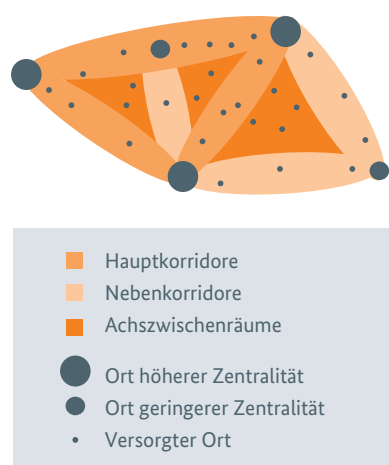 Hauptkorridore
Nebenkorridore
Achszwischenräume
Ort höherer Zentralität
Ort geringerer Zentralität
Versorgter Ort